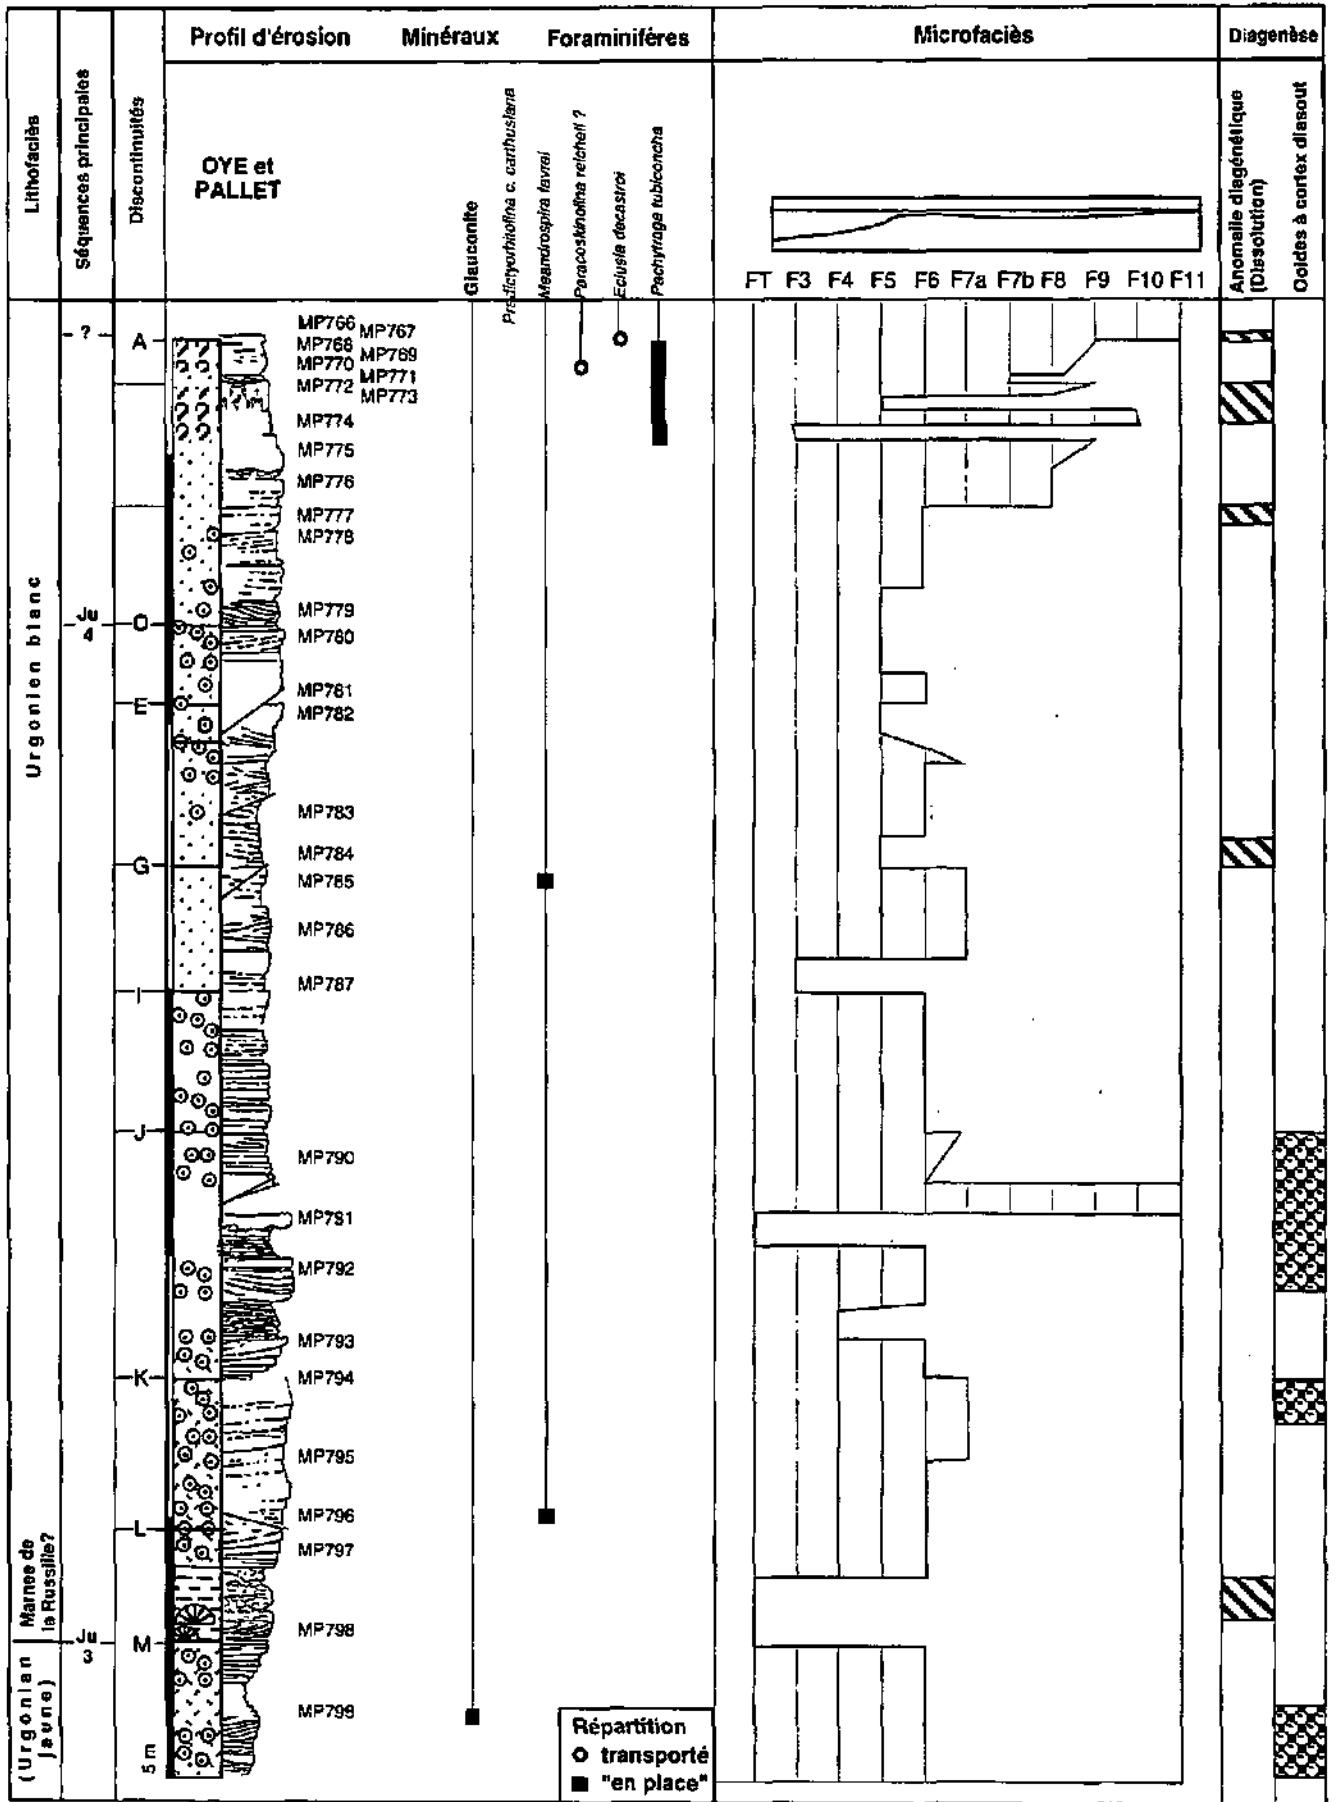 Profil d'érosion
Minéraux
Foraminifères
Microfaciès
Diagenèse
Lithofaciès
Séquences principales
Discontinuités
OYE et
PALLET
Glauconite
Praedictyorbitolina c. carthusiana
Meandrospira favrei
Paracoskinolina reicheli ?
Eclusia decastroi
Pachytraga tubiconcha
Anomalie diagénétique
(Dissolution)
Ooïdes à cortex dissout
FT F3 F4 F5 F6 F7a F7b F8 F9 F10 F11
Urgonien blanc
Marnes de
la Russille?
(Urgonian
jaune)
?
Ju
4
Ju
3
A
O
E
G
I
J
K
L
M
5 m
MP766 MP767
MP768 MP769
MP770 MP771
MP772 MP773
MP774
MP775
MP776
MP777
MP778
MP779
MP780
MP781
MP782
MP783
MP784
MP785
MP786
MP787
MP790
MP791
MP792
MP793
MP794
MP795
MP796
MP797
MP798
MP799
Répartition
transporté
"en place"